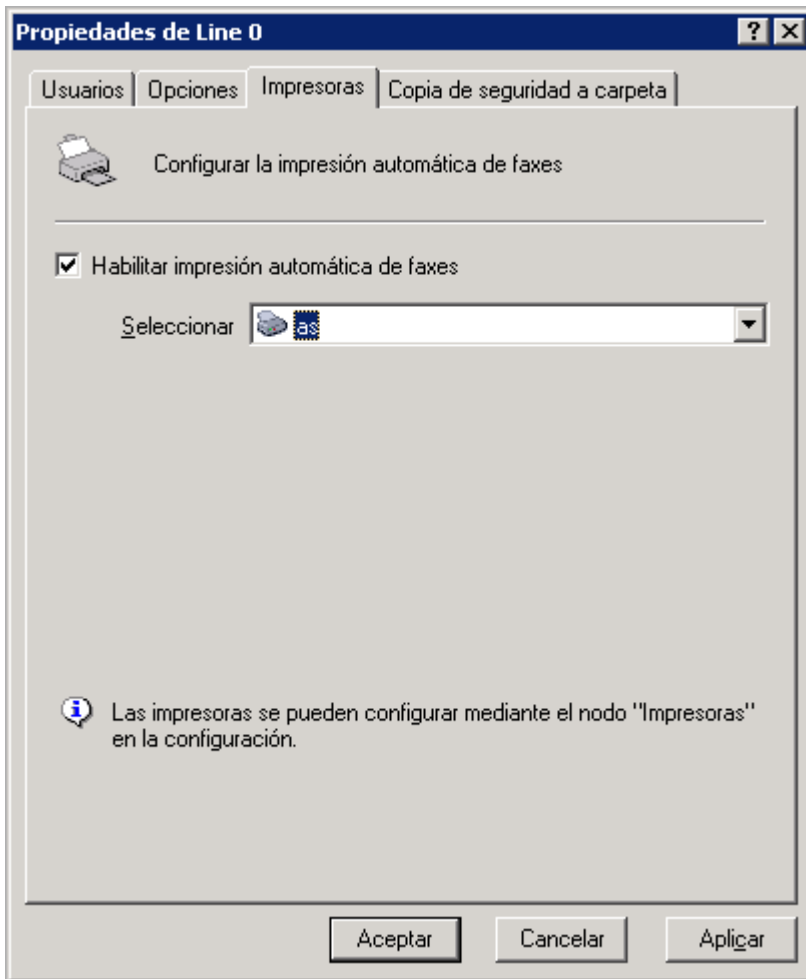 Propiedades de Line 0
Usuarios Opciones Impresoras Copia de seguridad a carpeta
Configurar la impresión automática de faxes
Habilitar impresión automática de faxes
Seleccionar as
Las impresoras se pueden configurar mediante el nodo "Impresoras"
en la configuración.
Aceptar Cancelar Aplicar